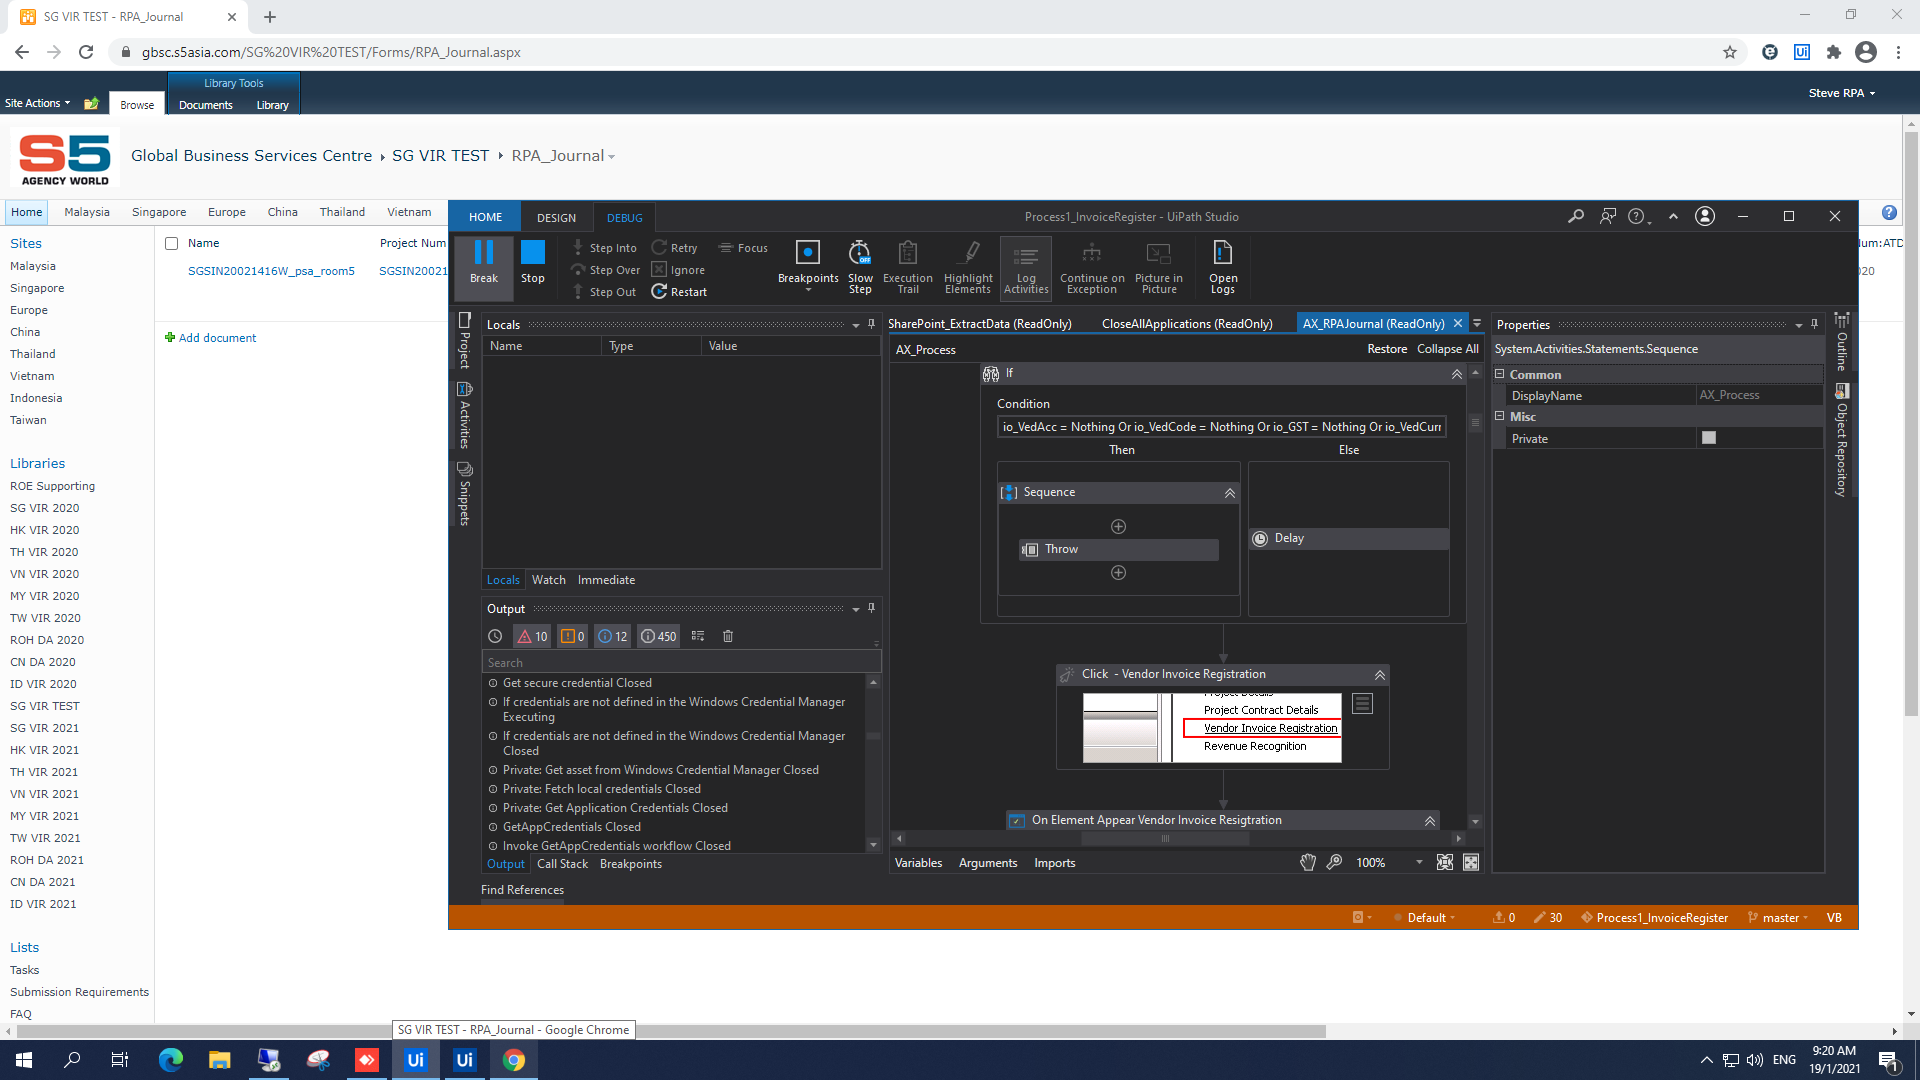 SG VIR TEST - RPA_Journal
gbsc.s5asia.com/SG%20VIR%20TEST/Forms/RPA_Journal.aspx
Library Tools
Site Actions
Browse
Documents
Library
Steve RPA
S5
AGENCY WORLD
Global Business Services Centre
SG VIR TEST
RPA_Journal
Home
Malaysia
Singapore
Europe
China
Thailand
Vietnam
Sites
Malaysia
Singapore
Europe
China
Thailand
Vietnam
Indonesia
Taiwan
Libraries
ROE Supporting
SG VIR 2020
HK VIR 2020
TH VIR 2020
VN VIR 2020
MY VIR 2020
TW VIR 2020
ROH DA 2020
CN DA 2020
ID VIR 2020
SG VIR TEST
SG VIR 2021
HK VIR 2021
TH VIR 2021
VN VIR 2021
MY VIR 2021
TW VIR 2021
ROH DA 2021
CN DA 2021
ID VIR 2021
Lists
Tasks
Submission Requirements
FAQ
Name
Project Num
SGSIN20021416W_psa_room5
SGSIN20021
Add document
um:ATD
020
HOME
DESIGN
DEBUG
Process1_InvoiceRegister - UiPath Studio
Break
Stop
Step Into
Step Over
Step Out
Retry
Ignore
Restart
Focus
Breakpoints
Slow
Step
OFF
Execution
Trail
Highlight
Elements
Log
Activities
Continue on
Exception
Picture in
Picture
Open
Logs
Project
Activities
Snippets
Locals
Name
Type
Value
Locals
Watch
Immediate
Output
10
0
12
450
Search
Get secure credential Closed
If credentials are not defined in the Windows Credential Manager
Executing
If credentials are not defined in the Windows Credential Manager
Closed
Private: Get asset from Windows Credential Manager Closed
Private: Fetch local credentials Closed
Private: Get Application Credentials Closed
GetAppCredentials Closed
Invoke GetAppCredentials workflow Closed
Output
Call Stack
Breakpoints
Find References
SharePoint_ExtractData (ReadOnly)
CloseAllApplications (ReadOnly)
AX_RPAJournal (ReadOnly)
AX_Process
Restore
Collapse All
If
Condition
io_VedAcc = Nothing Or io_VedCode = Nothing Or io_GST = Nothing Or io_VedCurr
Then
Else
Sequence
Throw
Delay
Click - Vendor Invoice Registration
Project Details
Project Contract Details
Vendor Invoice Registration
Revenue Recognition
On Element Appear Vendor Invoice Resigtration
Variables
Arguments
Imports
100%
Properties
System.Activities.Statements.Sequence
Common
DisplayName
AX_Process
Misc
Private
Outline
Object Repository
Default
0
30
Process1_InvoiceRegister
master
VB
SG VIR TEST - RPA_Journal - Google Chrome
Ui
Ui
ENG
9:20 AM
19/1/2021
1